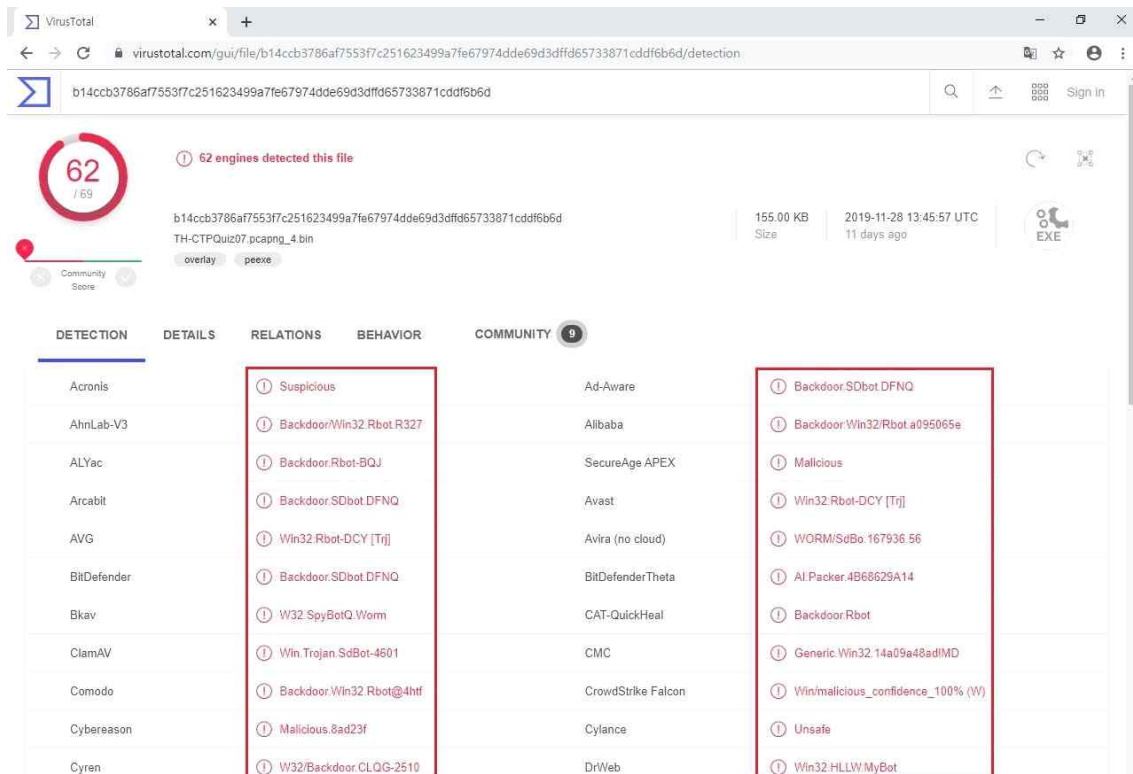 VirusTotal
virustotal.com/gui/file/b14ccb3786af7553f7c251623499a7fe67974dde69d3dffd65733871cddf6b6d/detection
b14ccb3786af7553f7c251623499a7fe67974dde69d3dffd65733871cddf6b6d
Sign in
62
/ 69
62 engines detected this file
b14ccb3786af7553f7c251623499a7fe67974dde69d3dffd65733871cddf6b6d
TH-CTPQuiz07.pcapng_4.bin
overlay peexe
155.00 KB
Size
2019-11-28 13:45:57 UTC
11 days ago
EXE
Community
Score
DETECTION DETAILS RELATIONS BEHAVIOR COMMUNITY 9
Acronis Suspicious Ad-Aware Backdoor.SDbot.DFNQ
AhnLab-V3 Backdoor/Win32.Rbot.R327 Alibaba Backdoor:Win32/Rbot.a095065e
ALYac Backdoor.Rbot-BQJ SecureAge APEX Malicious
Arcabit Backdoor.SDbot.DFNQ Avast Win32:Rbot-DCY [Trj]
AVG Win32:Rbot-DCY [Trj] Avira (no cloud) WORM/SdBo.167936.56
BitDefender Backdoor.SDbot.DFNQ BitDefenderTheta AI:Packer.4B68629A14
Bkav W32.SpyBotQ.Worm CAT-QuickHeal Backdoor.Rbot
ClamAV Win.Trojan.SdBot-4601 CMC Generic.Win32.14a09a48ad!MD
Comodo Backdoor.Win32.Rbot@4htf CrowdStrike Falcon Win/malicious_confidence_100% (W)
Cybereason Malicious.8ad23f Cylance Unsafe
Cyren W32/Backdoor.CLQG-2510 DrWeb Win32.HLLW.MyBot